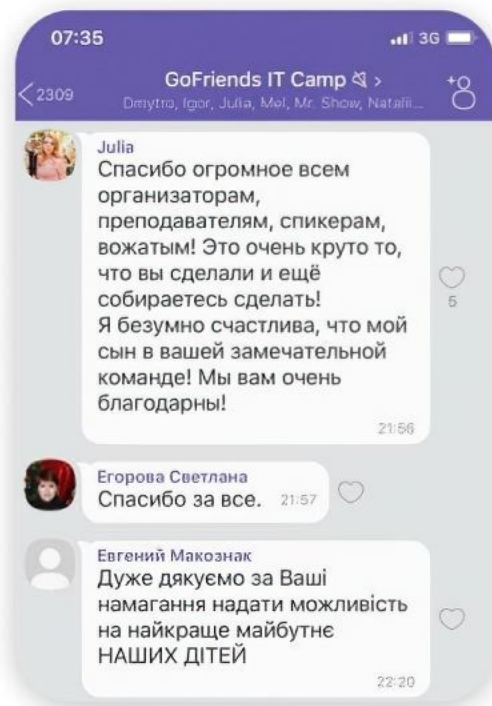 07:35
3G
2309
GoFriends IT Camp
Dmytro, Igor, Julia, Mel, Mr. Show, Natalii...
Julia
Спасибо огромное всем
организаторам,
преподавателям, спикерам,
вожатым! Это очень круто то,
что вы сделали и ещё
собираетесь сделать!
Я безумно счастлива, что мой
сын в вашей замечательной
команде! Мы вам очень
благодарны!
5
21:56
Егорова Светлана
Спасибо за все. 21:57
Евгений Макознак
Дуже дякуємо за Ваші
намагання надати можливість
на найкраще майбутнє
НАШИХ ДІТЕЙ
22:20